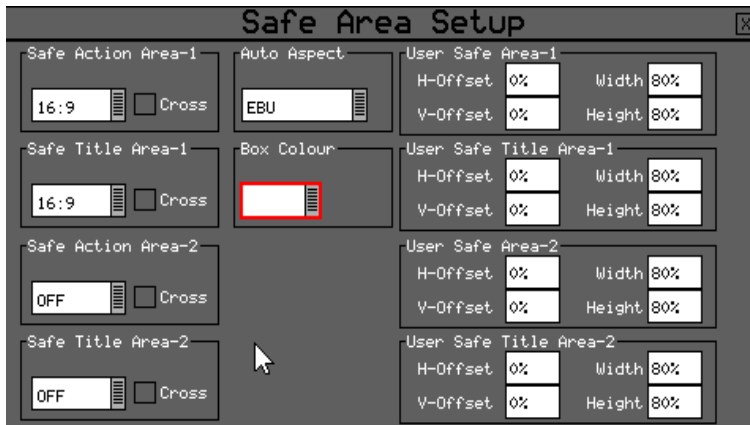 Safe Area Setup
X
Safe Action Area-1
16:9
Cross
Auto Aspect
EBU
User Safe Area-1
H-Offset 0% Width 80%
V-Offset 0% Height 80%
Safe Title Area-1
16:9
Cross
Box Colour
User Safe Title Area-1
H-Offset 0% Width 80%
V-Offset 0% Height 80%
Safe Action Area-2
OFF
Cross
User Safe Area-2
H-Offset 0% Width 80%
V-Offset 0% Height 80%
Safe Title Area-2
OFF
Cross
User Safe Title Area-2
H-Offset 0% Width 80%
V-Offset 0% Height 80%